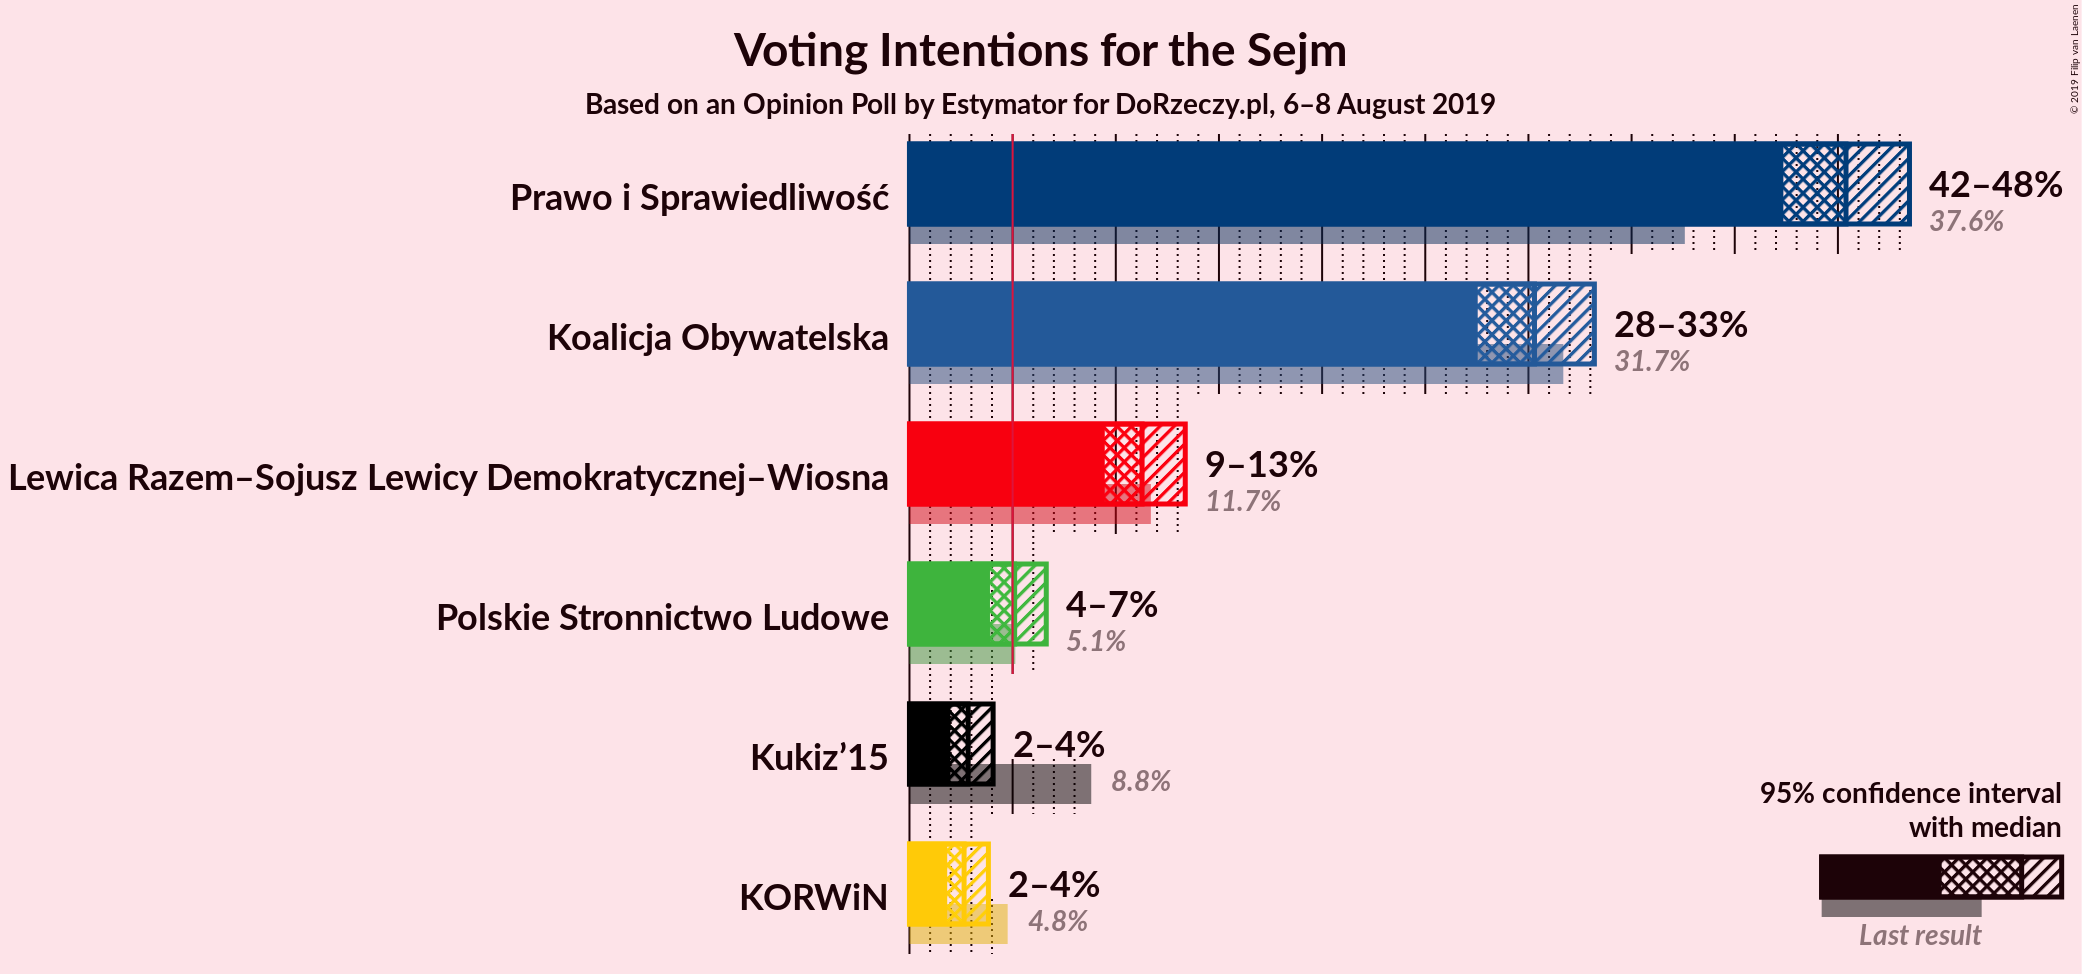 Voting Intentions for the Sejm
Based on an Opinion Poll by Estymator for DoRzeczy.pl, 6–8 August 2019
© 2019 Filip van Laenen
Prawo i Sprawiedliwość
42–48%
37.6%
Koalicja Obywatelska
28–33%
31.7%
Lewica Razem–Sojusz Lewicy Demokratycznej–Wiosna
9–13%
11.7%
Polskie Stronnictwo Ludowe
4–7%
5.1%
Kukiz’15
2–4%
8.8%
KORWiN
2–4%
4.8%
95% confidence interval
with median
Last result